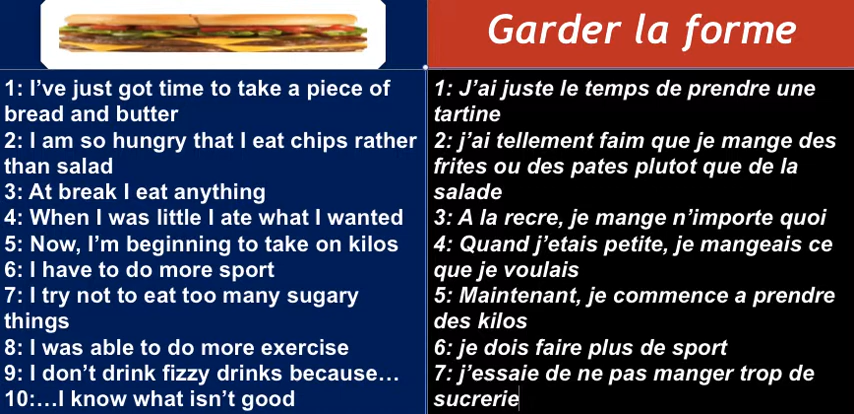 Garder la forme
1: I’ve just got time to take a piece of
bread and butter
2: I am so hungry that I eat chips rather
than salad
3: At break I eat anything
4: When I was little I ate what I wanted
5: Now, I’m beginning to take on kilos
6: I have to do more sport
7: I try not to eat too many sugary
things
8: I was able to do more exercise
9: I don’t drink fizzy drinks because…
10:…I know what isn’t good
1: J’ai juste le temps de prendre une
tartine
2: j’ai tellement faim que je mange des
frites ou des pates plutot que de la
salade
3: A la recre, je mange n’importe quoi
4: Quand j’etais petite, je mangeais ce
que je voulais
5: Maintenant, je commence a prendre
des kilos
6: je dois faire plus de sport
7: j’essaie de ne pas manger trop de
sucrerie